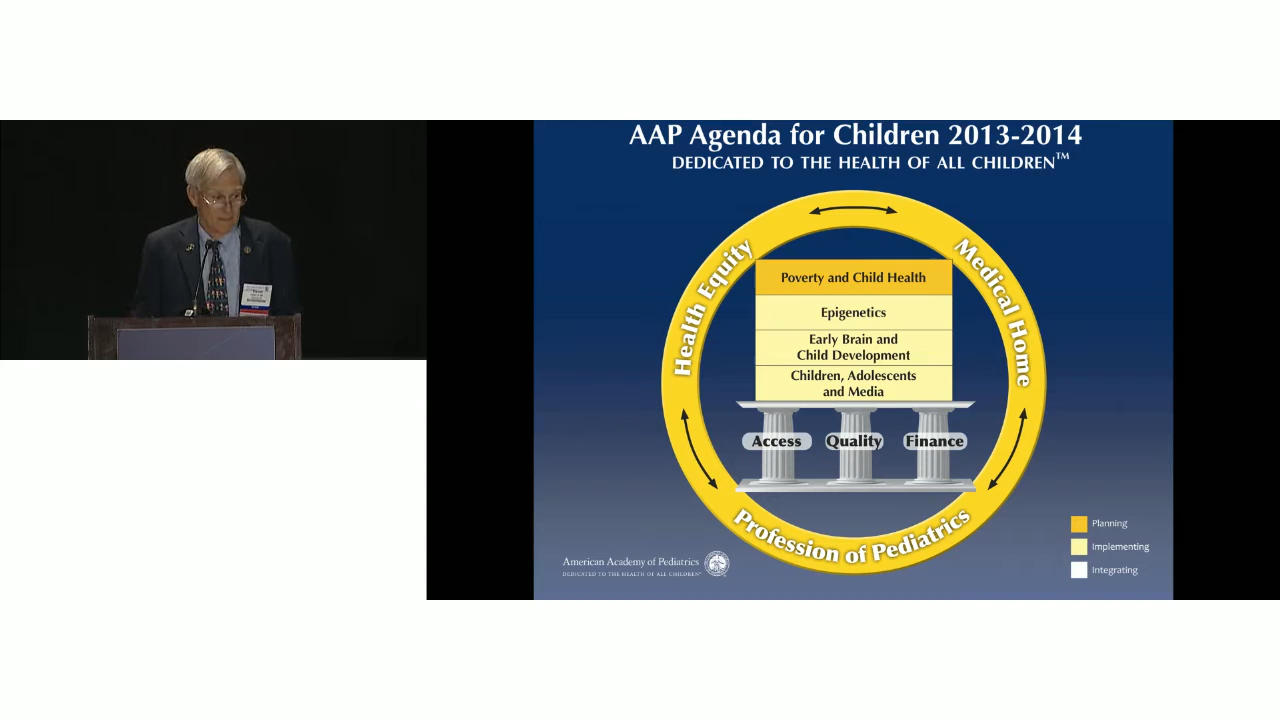 AAP Agenda for Children 2013-2014
DEDICATED TO THE HEALTH OF ALL CHILDREN™
Health Equity
Medical Home
Poverty and Child Health
Epigenetics
Early Brain and
Child Development
Children, Adolescents
and Media
Access
Quality
Finance
Profession of Pediatrics
Planning
Implementing
Integrating
American Academy of Pediatrics
DEDICATED TO THE HEALTH OF ALL CHILDREN™